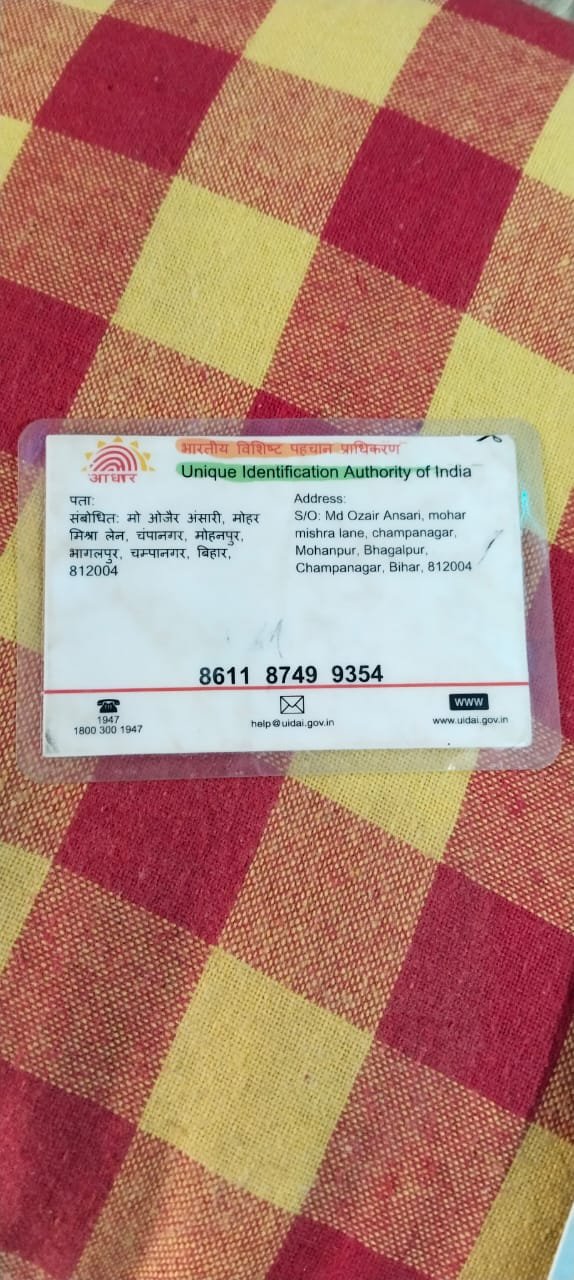 भारतीय विशिष्ट पहचान प्राधिकरण
Unique Identification Authority of India
आधार
पता:
संबोधित: मो ओजैर अंसारी, मोहर
मिश्रा लेन, चंपानगर, मोहनपुर,
भागलपुर, चम्पानगर, बिहार,
812004
Address:
S/O: Md Ozair Ansari, mohar
mishra lane, champanagar,
Mohanpur, Bhagalpur,
Champanagar, Bihar, 812004
8611 8749 9354
1947
1800 300 1947
help@uidai.gov.in
www
www.uidai.gov.in